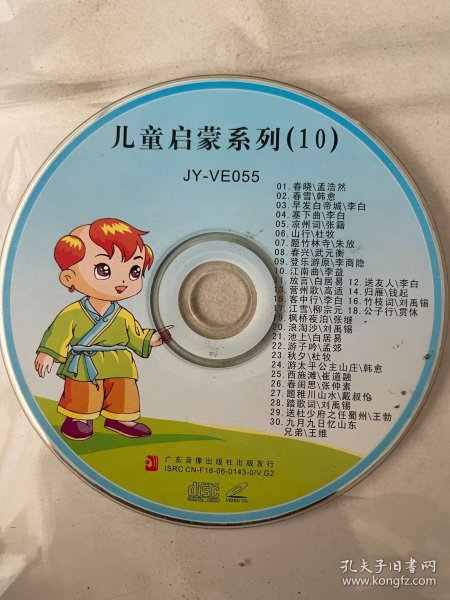 儿童启蒙系列(10)
JY-VE055
01.春晓\孟浩然
02.春雪\韩愈
03.早发白帝城\李白
04.塞下曲\李白
05.凉州词\张籍
06.山行\杜牧
07.题竹林寺\朱放
08.春兴\武元衡
09.登乐游原\李商隐
10.江南曲\李益
11.放言\白居易 12.送友人\李白
13.营州歌\高适 14.归雁\钱起
15.客中行\李白 16.竹枝词\刘禹锡
17.江雪\柳宗元 18.公子行\贯休
19.枫桥夜泊\张继
20.浪淘沙\刘禹锡
21.池上\白居易
22.游子吟\孟郊
23.秋夕\杜牧
24.游太平公主山庄\韩愈
25.西施滩\崔道融
26.春闺思\张仲素
27.题稚川山水\戴叔伦
28.踏歌词\刘禹锡
29.送杜少府之任蜀州\王勃
30.九月九日忆山东
兄弟\王维
广东音像出版社出版发行
ISRC CN-F18-06-0143-0/V.G2
disc
VIDEO CD
孔夫子旧书网
www.kongfz.com